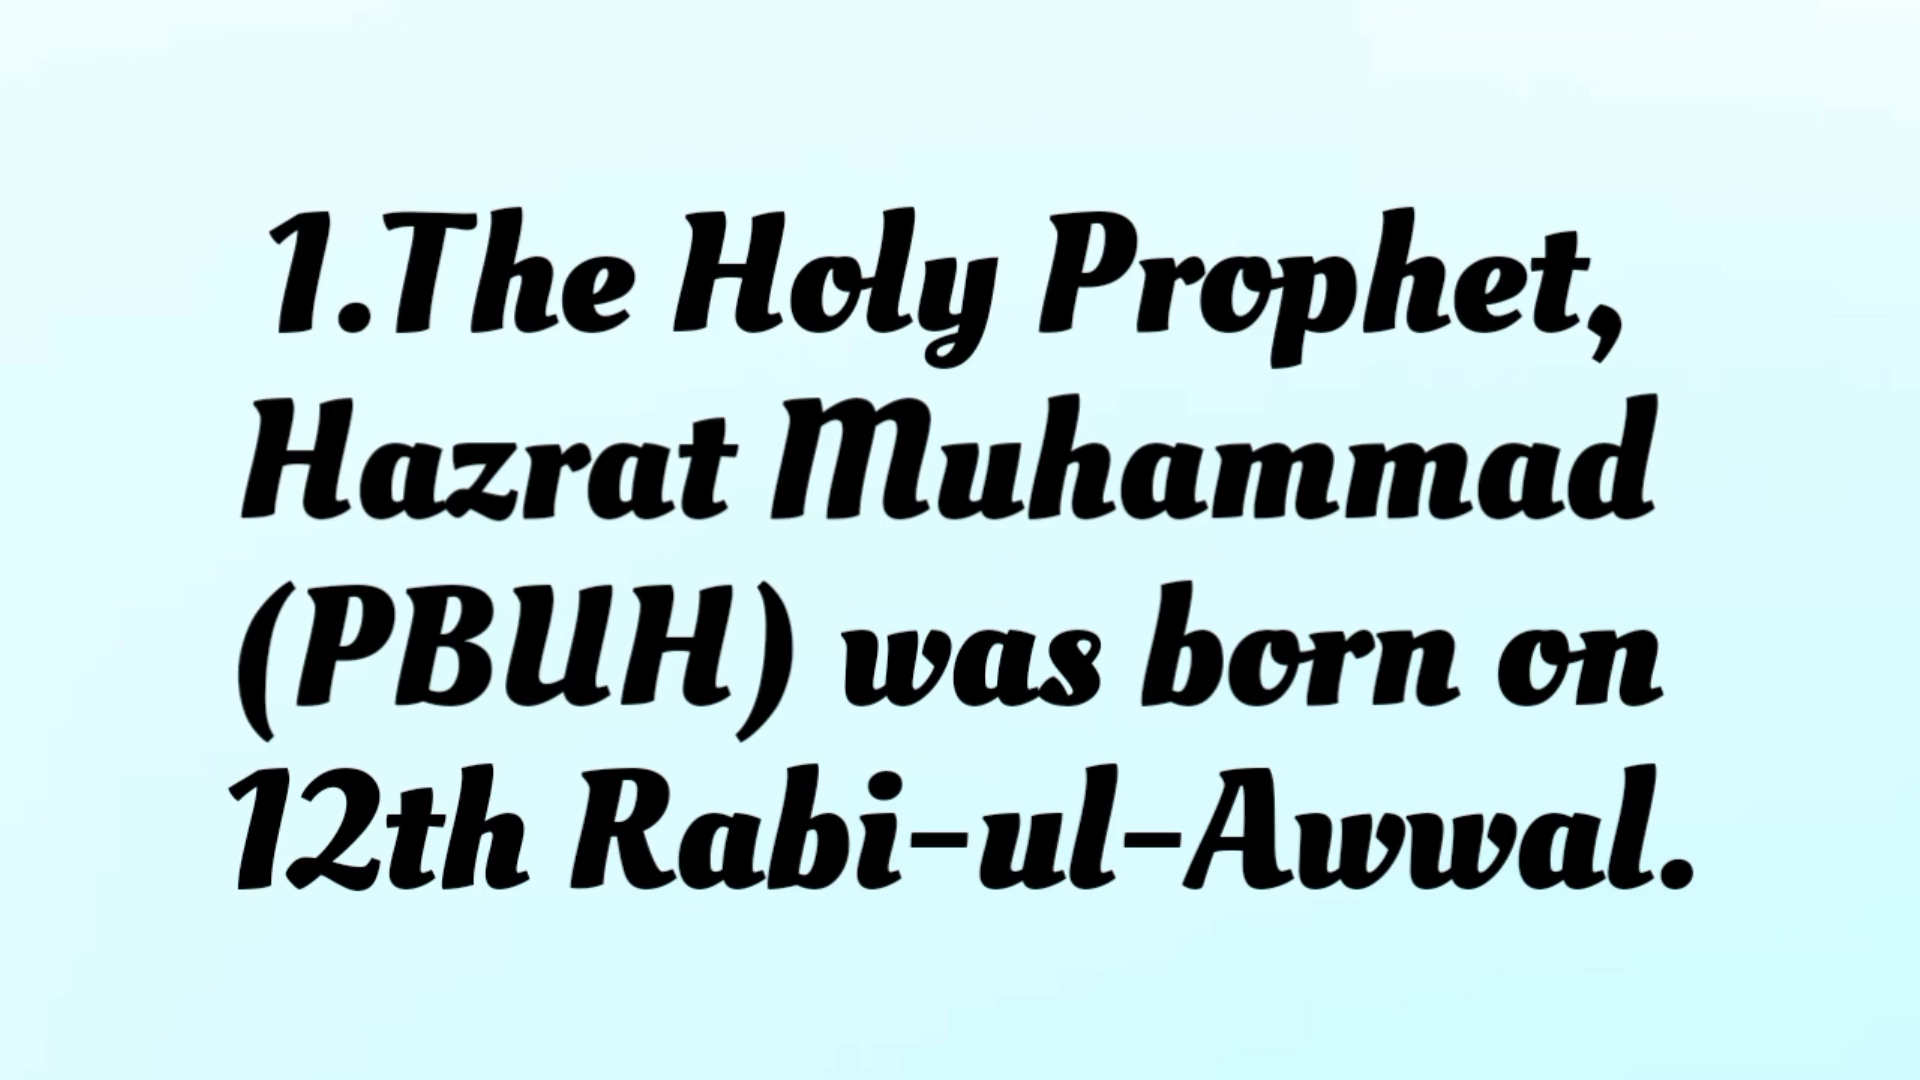 1.The Holy Prophet,
Hazrat Muhammad
(PBUH) was born on
12th Rabi-ul-Awwal.